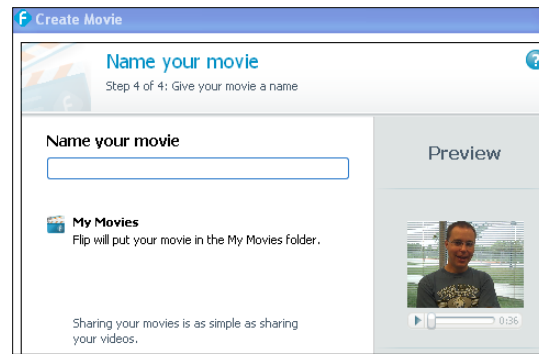 Create Movie
Name your movie
Step 4 of 4: Give your movie a name
Name your movie
Preview
My Movies
Flip will put your movie in the My Movies folder.
0:36
Sharing your movies is as simple as sharing
your videos.